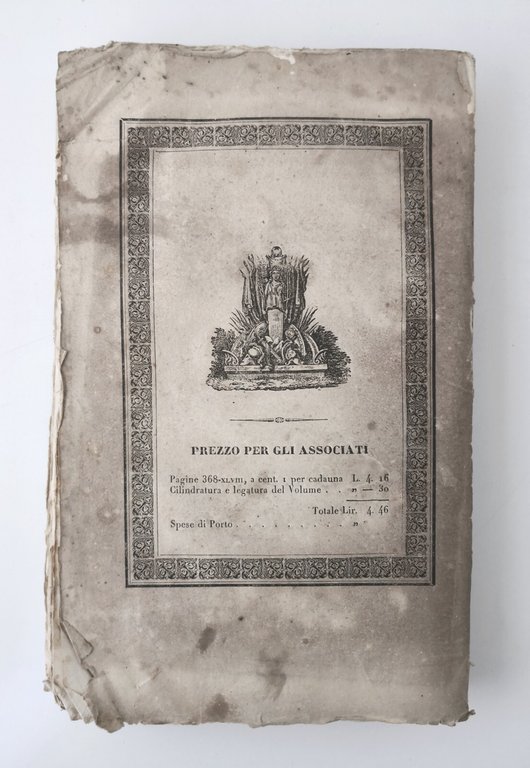 PREZZO PER GLI ASSOCIATI
Pagine 368-XLVIII, a cent. 1 per cadauna L. 4. 16
Cilindratura e legatura del Volume . . » — 30
Totale Lir. 4. 46
Spese di Porto . . . . . . . . . »